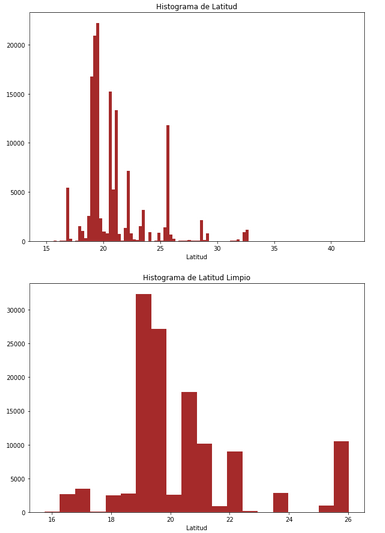 Histograma de Latitud
20000
15000
10000
5000
0
15 20 25 30 35 40
Latitud
Histograma de Latitud Limpio
30000
25000
20000
15000
10000
5000
0
16 18 20 22 24 26
Latitud